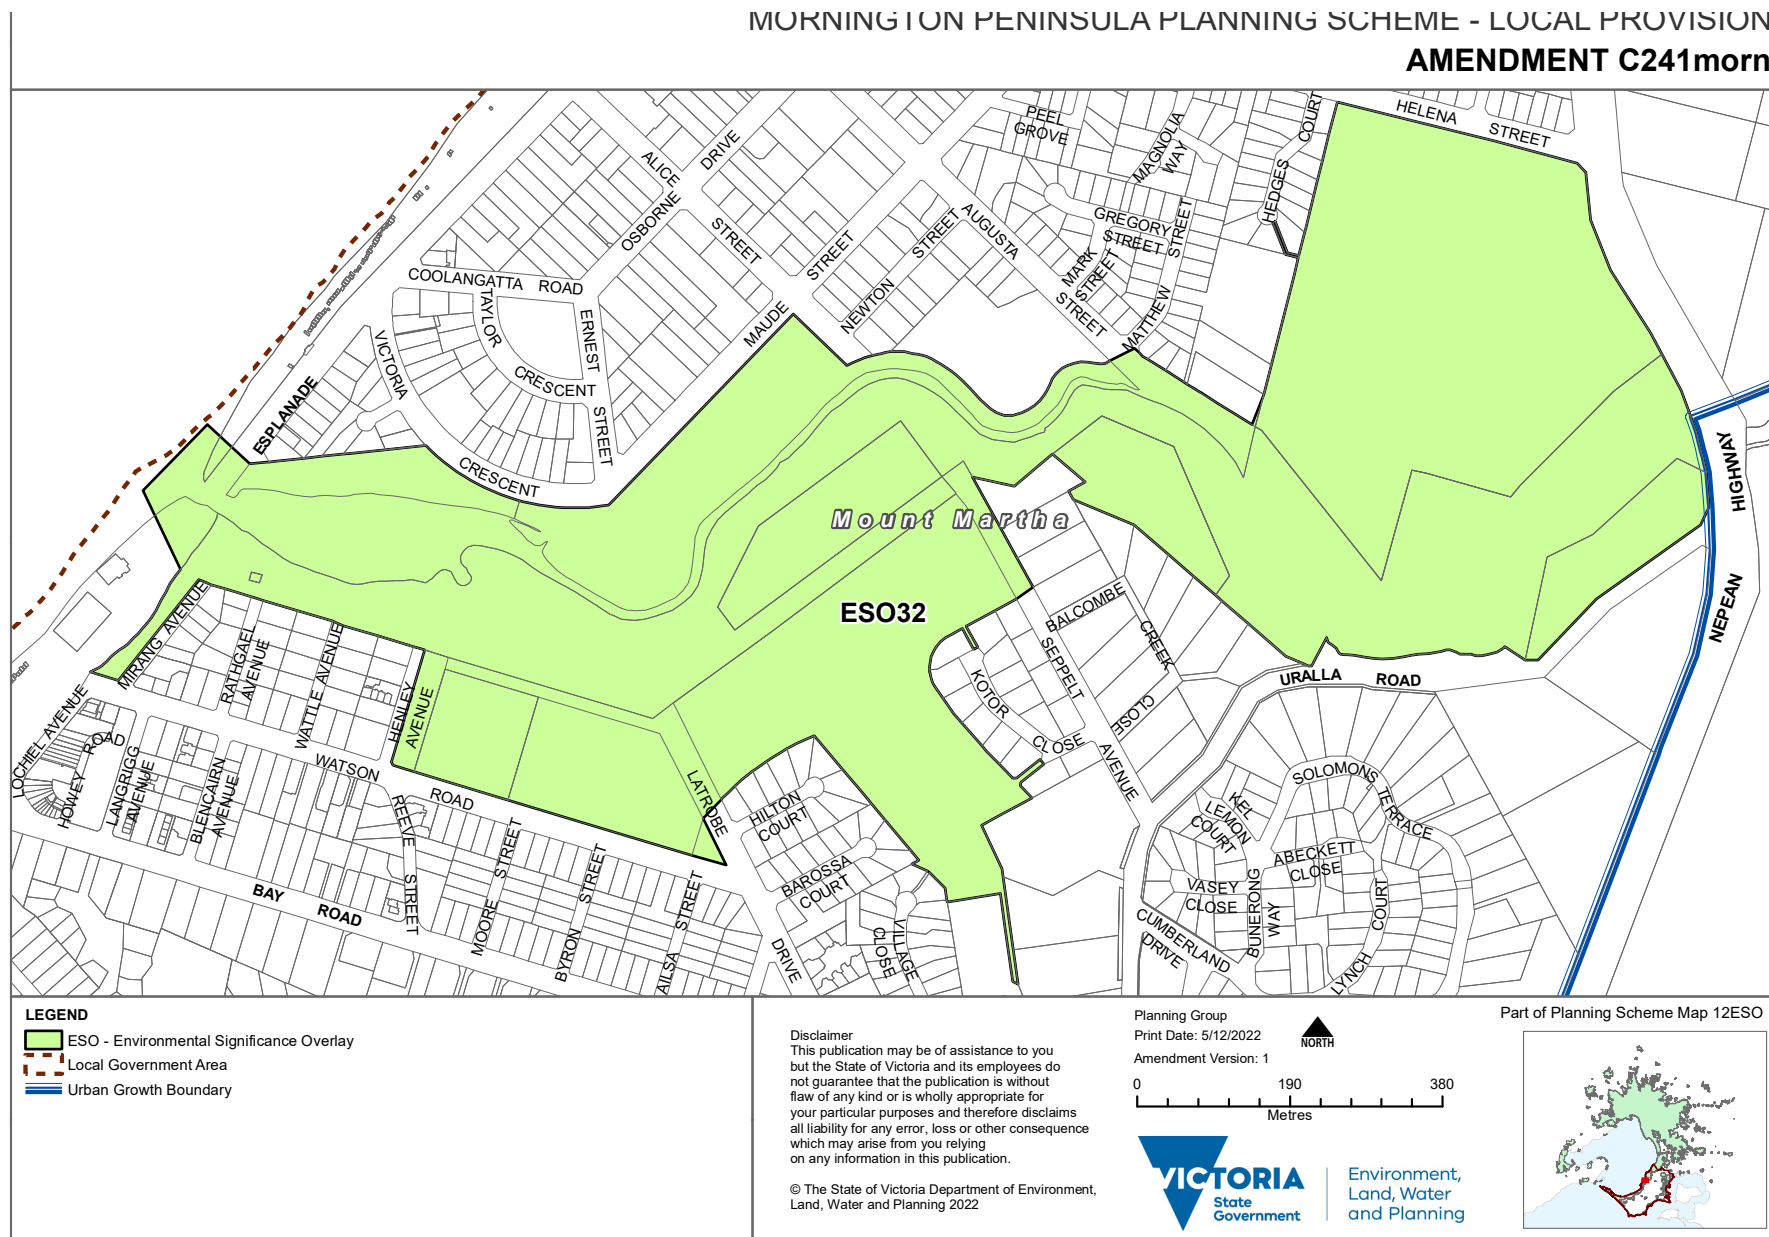 MORNINGTON PENINSULA PLANNING SCHEME - LOCAL PROVISION
AMENDMENT C241morn
HELENA STREET
COURT
HEDGES
PEEL
GROVE
MAGNOLIA
WAY
GREGORY
STREET
MARK
STREET
MATTHEW
STREET
AUGUSTA
STREET
ALICE
STREET
OSBORNE
DRIVE
MAUDE
STREET
NEWTON
STREET
COOLANGATTA ROAD
TAYLOR
CRESCENT
ERNEST
STREET
VICTORIA
CRESCENT
ESPLANADE
Mount Martha
ESO32
HIGHWAY
NEPEAN
BALCOMBE
CREEK
CLOSE
SEPPELT
AVENUE
KOTOR
CLOSE
URALLA ROAD
MIRANG AVENUE
RATHGAEL
AVENUE
WATTLE AVENUE
HENLEY
AVENUE
LOCHIEL AVENUE
ROAD
HOWEY
LANGRIGG
AVENUE
BLENCAIRN
AVENUE
WATSON
ROAD
REEVE
STREET
MOORE
STREET
BYRON
STREET
AILSA
STREET
BAY ROAD
LATROBE
DRIVE
HILTON
COURT
BAROSSA
COURT
VILLAGE
CLOSE
SOLOMONS
TERRACE
KEL
LEMON
COURT
ABECKETT
CLOSE
VASEY
CLOSE
BUNERONG
WAY
COURT
LYNCH
CUMBERLAND
DRIVE
LEGEND
ESO - Environmental Significance Overlay
Local Government Area
Urban Growth Boundary
Disclaimer
This publication may be of assistance to you
but the State of Victoria and its employees do
not guarantee that the publication is without
flaw of any kind or is wholly appropriate for
your particular purposes and therefore disclaims
all liability for any error, loss or other consequence
which may arise from you relying
on any information in this publication.
© The State of Victoria Department of Environment,
Land, Water and Planning 2022
Planning Group
Print Date: 5/12/2022
Amendment Version: 1
NORTH
0 190 380
Metres
VICTORIA
State
Government
Environment,
Land, Water
and Planning
Part of Planning Scheme Map 12ESO